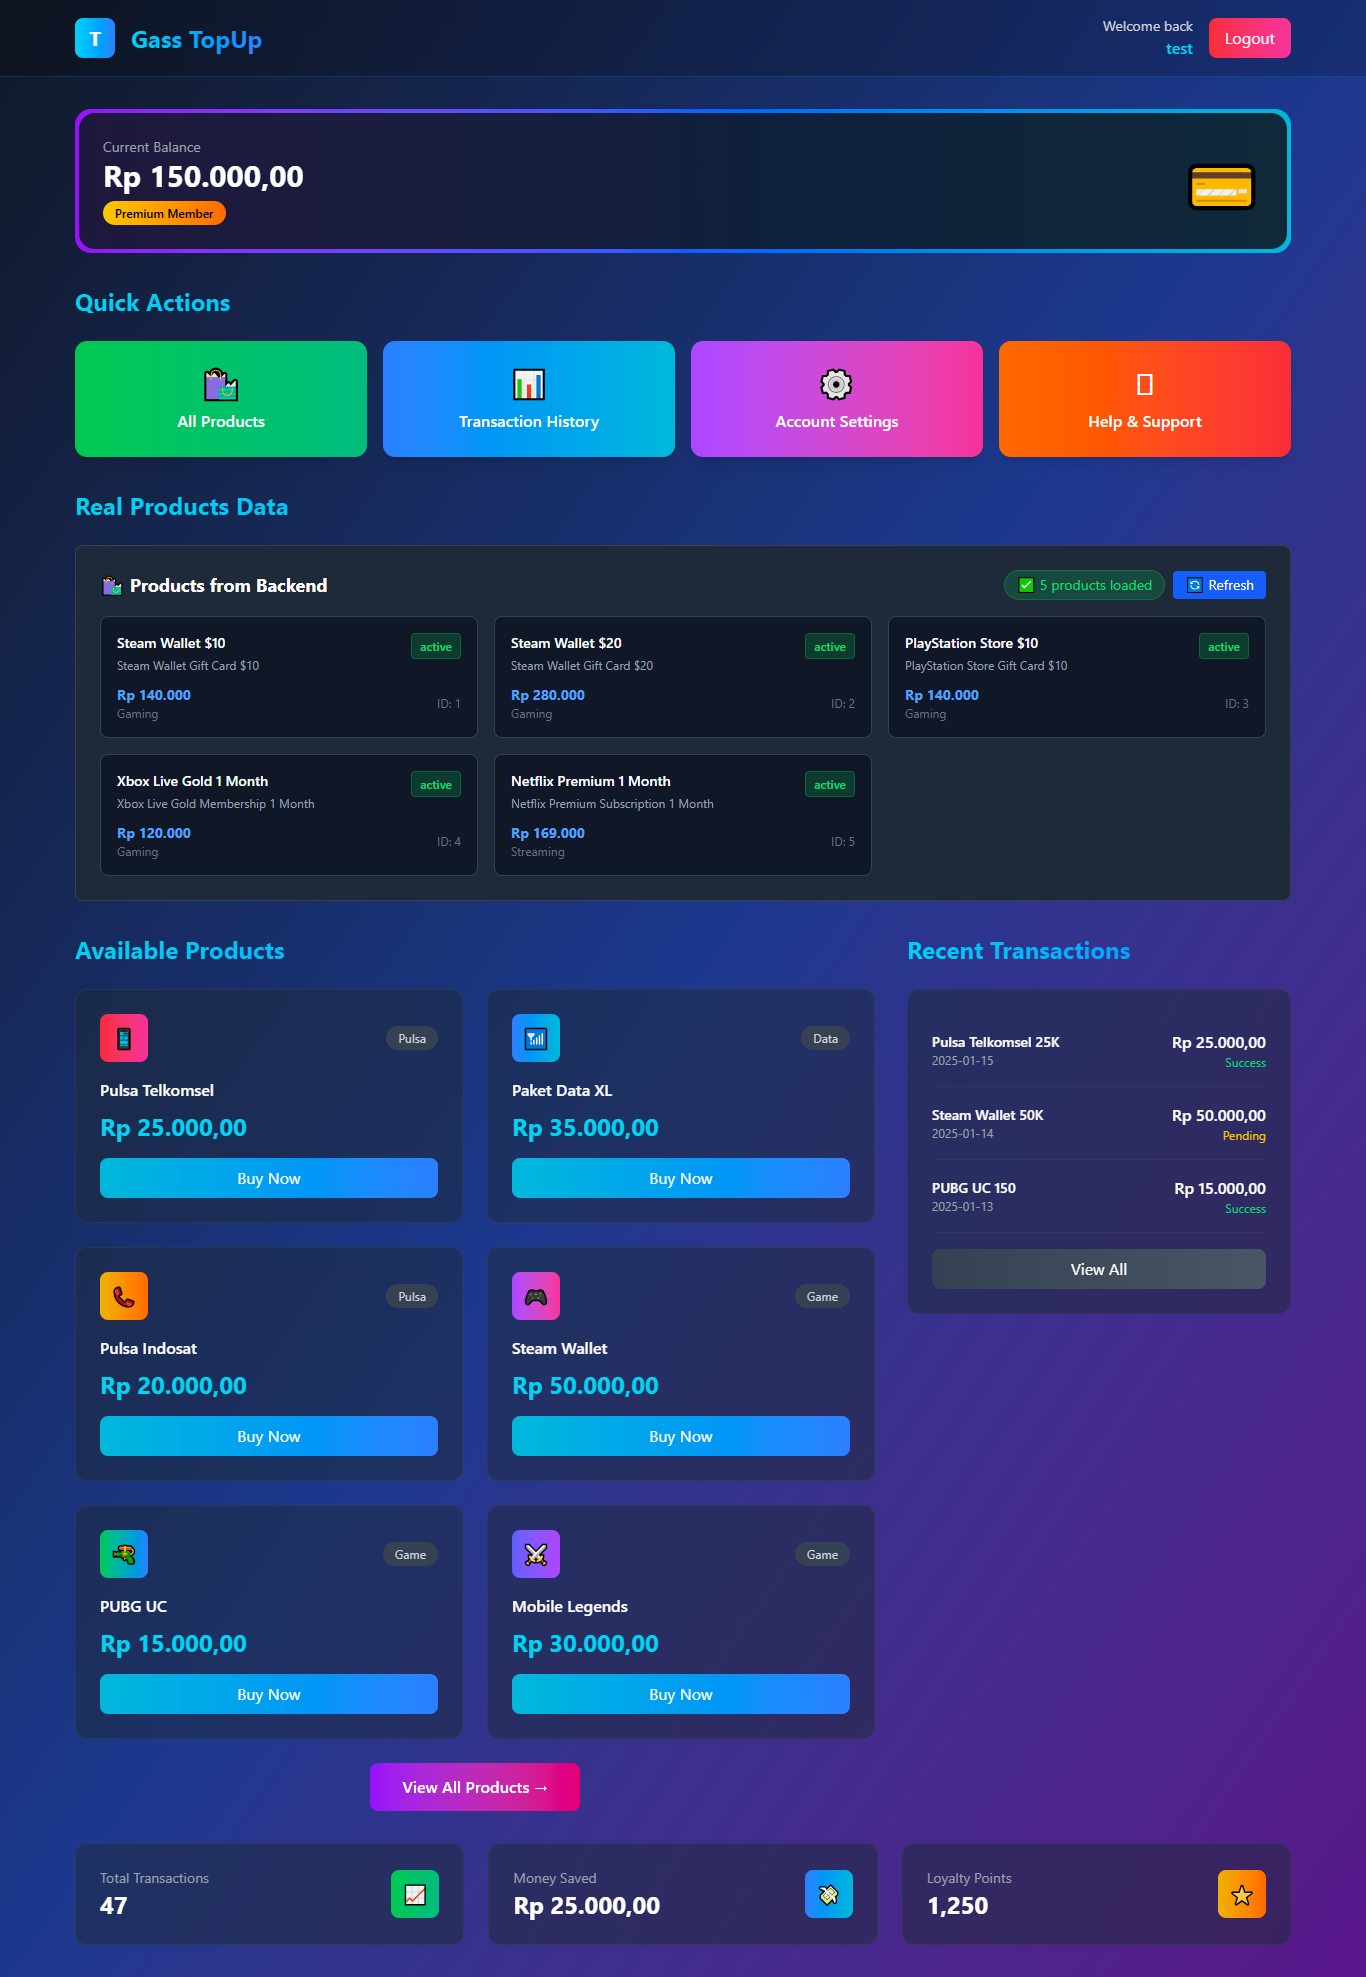 T
Gass TopUp
Welcome back
test
Logout
Current Balance
Rp 150.000,00
Premium Member
Quick Actions
All Products
Transaction History
Account Settings
Help & Support
Real Products Data
Products from Backend
5 products loaded
Refresh
Steam Wallet $10
active
Steam Wallet Gift Card $10
Rp 140.000
Gaming
ID: 1
Steam Wallet $20
active
Steam Wallet Gift Card $20
Rp 280.000
Gaming
ID: 2
PlayStation Store $10
active
PlayStation Store Gift Card $10
Rp 140.000
Gaming
ID: 3
Xbox Live Gold 1 Month
active
Xbox Live Gold Membership 1 Month
Rp 120.000
Gaming
ID: 4
Netflix Premium 1 Month
active
Netflix Premium Subscription 1 Month
Rp 169.000
Streaming
ID: 5
Available Products
Pulsa
Pulsa Telkomsel
Rp 25.000,00
Buy Now
Data
Paket Data XL
Rp 35.000,00
Buy Now
Pulsa
Pulsa Indosat
Rp 20.000,00
Buy Now
Game
Steam Wallet
Rp 50.000,00
Buy Now
Game
PUBG UC
Rp 15.000,00
Buy Now
Game
Mobile Legends
Rp 30.000,00
Buy Now
View All Products →
Recent Transactions
Pulsa Telkomsel 25K
Rp 25.000,00
2025-01-15
Success
Steam Wallet 50K
Rp 50.000,00
2025-01-14
Pending
PUBG UC 150
Rp 15.000,00
2025-01-13
Success
View All
Total Transactions
47
Money Saved
Rp 25.000,00
Loyalty Points
1,250